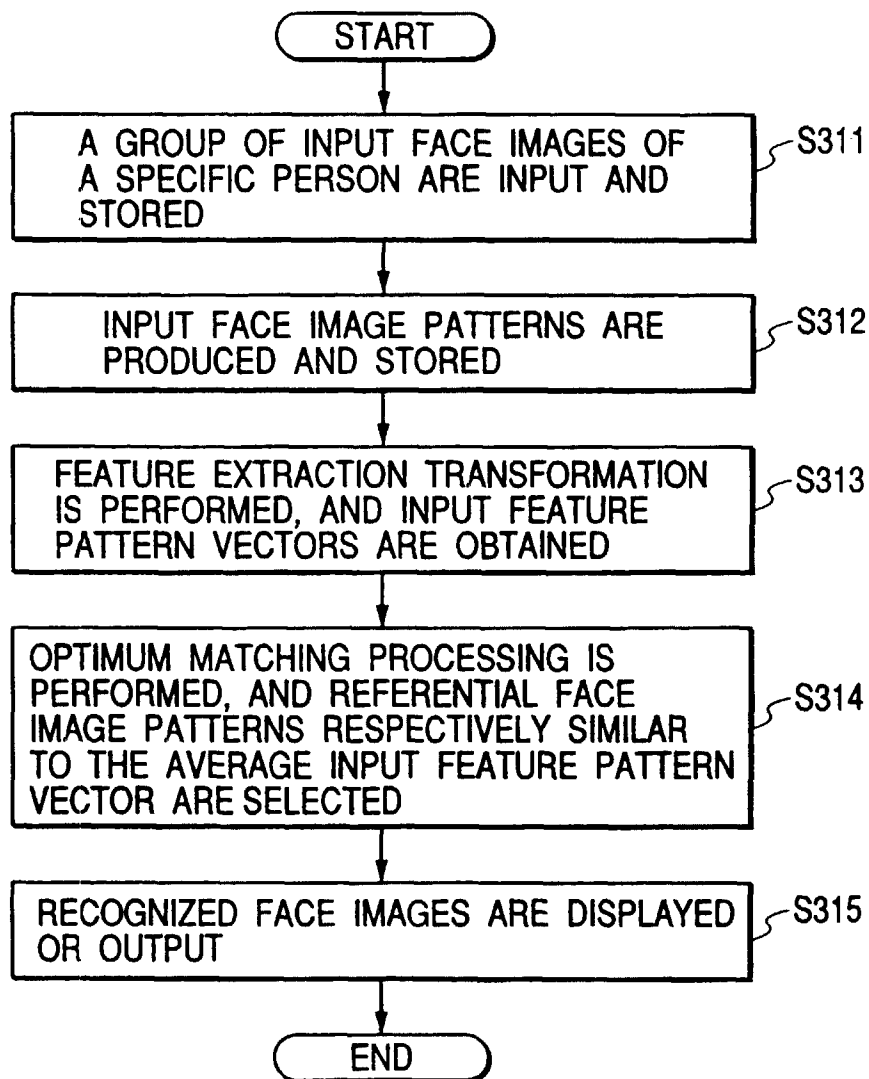 START
A GROUP OF INPUT FACE IMAGES OF
A SPECIFIC PERSON ARE INPUT AND
STORED
S311
INPUT FACE IMAGE PATTERNS ARE
PRODUCED AND STORED
S312
FEATURE EXTRACTION TRANSFORMATION
IS PERFORMED, AND INPUT FEATURE
PATTERN VECTORS ARE OBTAINED
S313
OPTIMUM MATCHING PROCESSING IS
PERFORMED, AND REFERENTIAL FACE
IMAGE PATTERNS RESPECTIVELY SIMILAR
TO THE AVERAGE INPUT FEATURE PATTERN
VECTOR ARE SELECTED
S314
RECOGNIZED FACE IMAGES ARE DISPLAYED
OR OUTPUT
S315
END